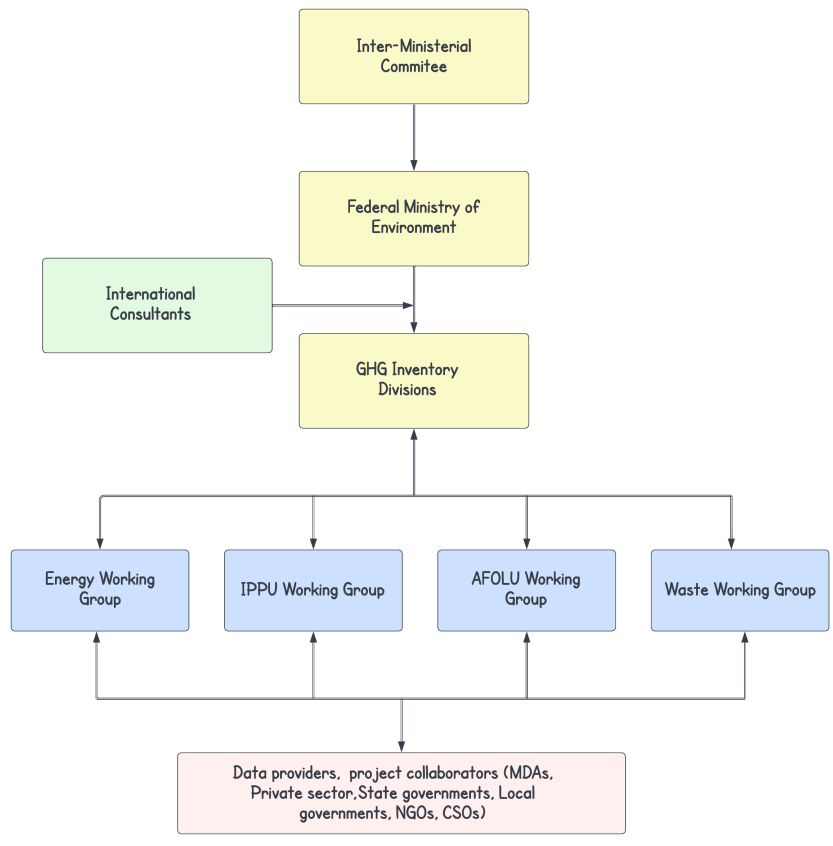 Inter-Ministerial
Commitee
Federal Ministry of
Environment
International
Consultants
GHG Inventory
Divisions
Energy Working
Group
IPPU Working Group
AFOLU Working
Group
Waste Working Group
Data providers, project collaborators (MDAs,
Private sector,State governments, Local
governments, NGOs, CSOs)